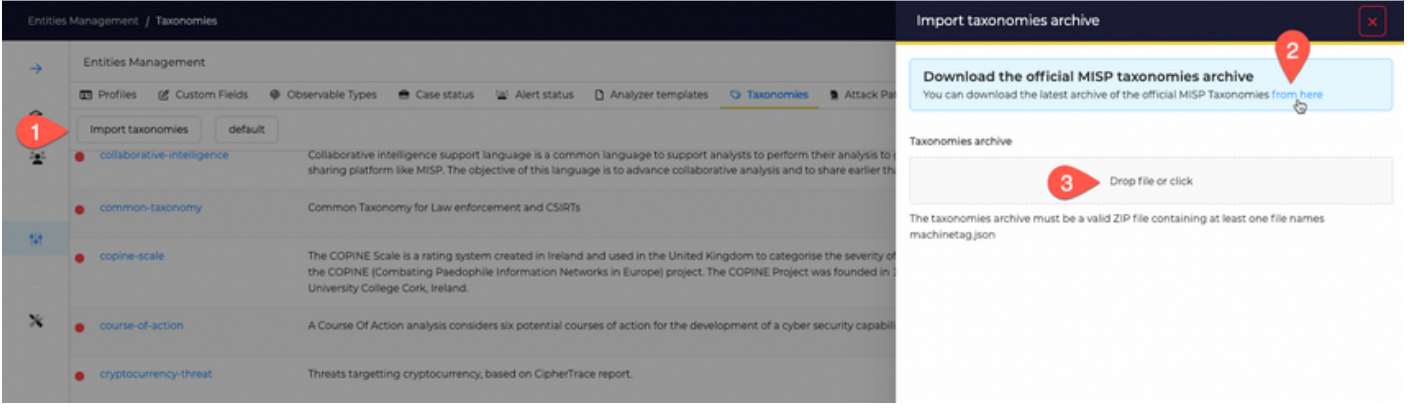 Entities Management / Taxonomies
Import taxonomies archive
Entities Management
Profiles Custom Fields Observable Types Case status Alert status Analyzer templates Taxonomies Attack Pat
1
Import taxonomies default
collaborative-intelligence
Collaborative intelligence support language is a common language to support analysts to perform their analysis to
sharing platform like MISP. The objective of this language is to advance collaborative analysis and to share earlier
common-taxonomy
Common Taxonomy for Law enforcement and CSIRTs
copine-scale
The COPINE Scale is a rating system created in Ireland and used in the United Kingdom to categorise the severity of
the COPINE (Combating Paedophile Information Networks in Europe) project. The COPINE Project was founded in
University College Cork, Ireland.
course-of-action
A Course Of Action analysis considers six potential courses of action for the development of a cyber security capabili
cryptocurrency-threat
Threats targetting cryptocurrency, based on CipherTrace report.
2
Download the official MISP taxonomies archive
You can download the latest archive of the official MISP Taxonomies from here
Taxonomies archive
3
Drop file or click
The taxonomies archive must be a valid ZIP file containing at least one file names
machinetag.json